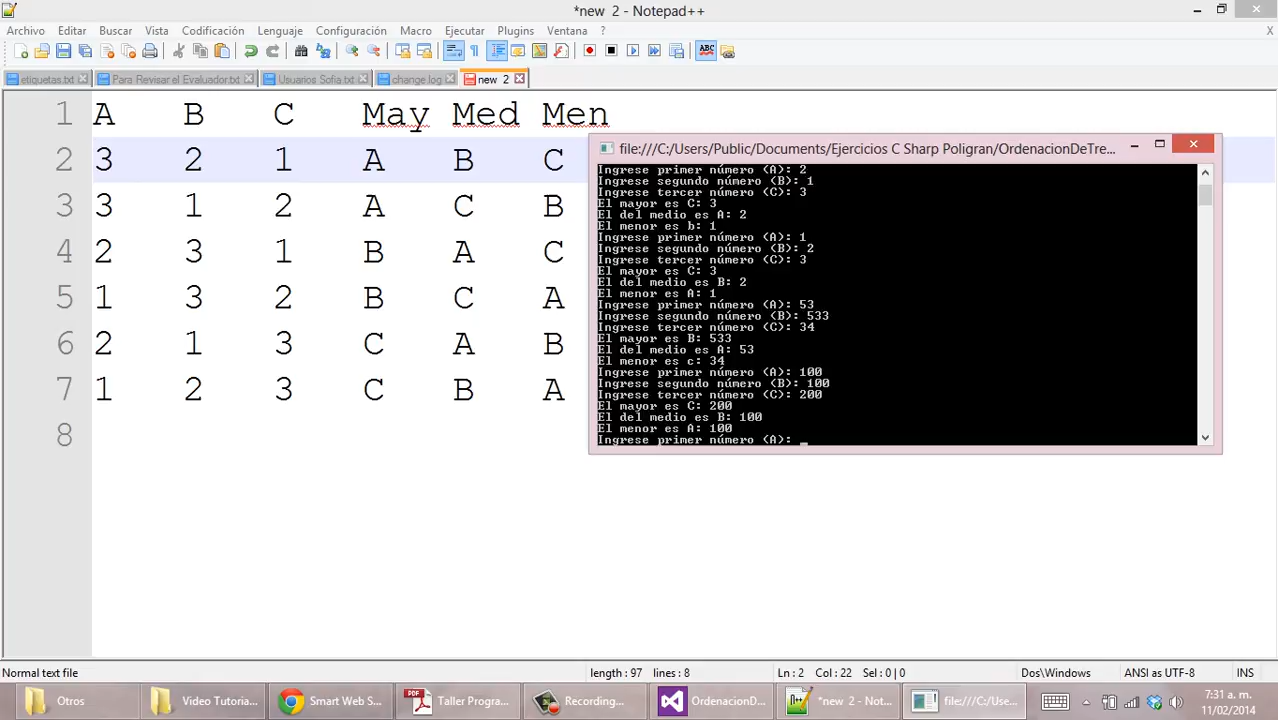 *new 2 - Notepad++
Archivo Editar Buscar Vista Codificación Lenguaje Configuración Macro Ejecutar Plugins Ventana ? X
etiquetas.txt Para Revisar el Evaluador.txt Usuarios Sofia.txt change.log new 2
1 A B C May Med Men
2 3 2 1 A B C
3 3 1 2 A C B
4 2 3 1 B A C
5 1 3 2 B C A
6 2 1 3 C A B
7 1 2 3 C B A
8
file:///C:/Users/Public/Documents/Ejercicios C Sharp Poligran/OrdenacionDeTre...
Ingrese primer número (A): 2
Ingrese segundo número (B): 1
Ingrese tercer número (C): 3
El mayor es C: 3
El del medio es A: 2
El menor es b: 1
Ingrese primer número (A): 1
Ingrese segundo número (B): 2
Ingrese tercer número (C): 3
El mayor es C: 3
El del medio es B: 2
El menor es A: 1
Ingrese primer número (A): 53
Ingrese segundo número (B): 533
Ingrese tercer número (C): 34
El mayor es B: 533
El del medio es A: 53
El menor es c: 34
Ingrese primer número (A): 100
Ingrese segundo número (B): 100
Ingrese tercer número (C): 200
El mayor es C: 200
El del medio es B: 100
El menor es A: 100
Ingrese primer número (A): _
Normal text file length : 97 lines : 8 Ln : 2 Col : 22 Sel : 0 | 0 Dos\Windows ANSI as UTF-8 INS
Otros Video Tutoria... Smart Web S... Taller Progra... Recording... OrdenacionD... *new 2 - Not... file:///C:/Use... 7:31 a. m.
11/02/2014